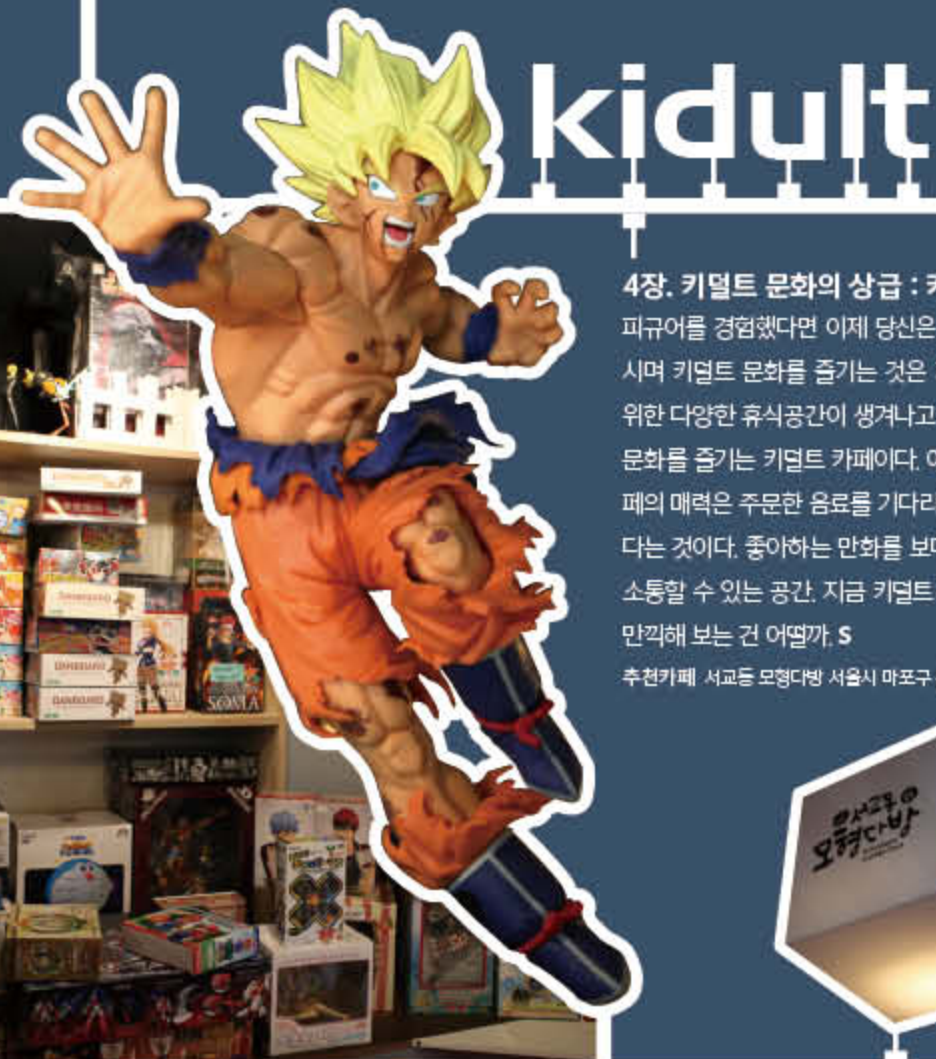 kidult
4장. 키덜트 문화의 상급 : 
피규어를 경험했다면 이제 당신은
시며 키덜트 문화를 즐기는 것은
위한 다양한 휴식공간이 생겨나고
문화를 즐기는 키덜트 카페이다.
페의 매력은 주문한 음료를 기다리
다는 것이다. 좋아하는 만화를 보며
소통할 수 있는 공간. 지금 키덜트
만끽해 보는 건 어떨까. S
추천카페 서교동 모형다방 서울시 마포구
서교동
모형다방
DANBOARD
DANBOARD
DANBOARD
SOMA